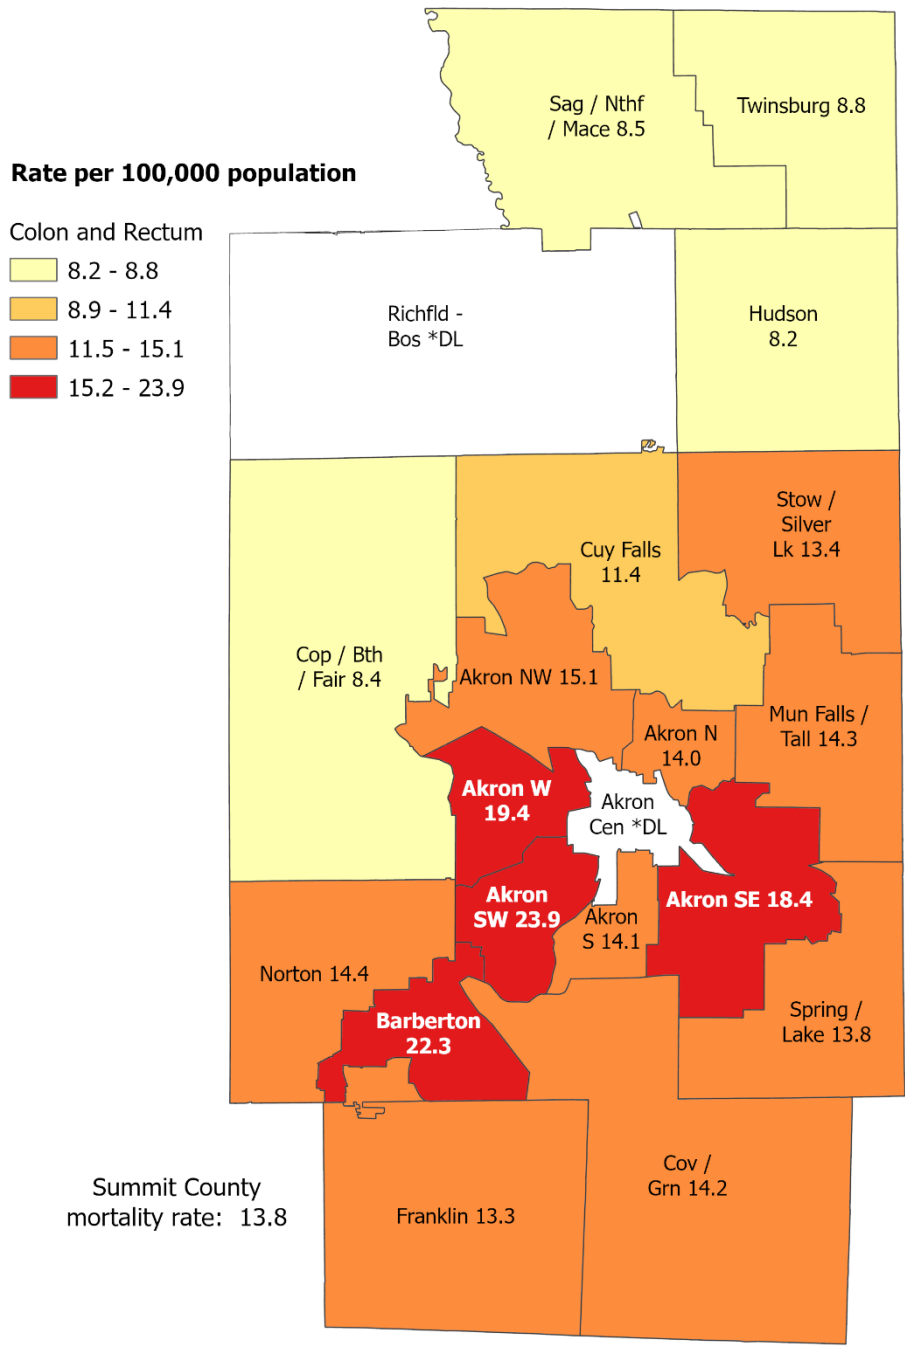 Sag / Nthf
/ Mace 8.5
Twinsburg 8.8
Rate per 100,000 population
Colon and Rectum
8.2 - 8.8
8.9 - 11.4
11.5 - 15.1
15.2 - 23.9
Richfld -
Bos *DL
Hudson
8.2
Stow /
Silver
Lk 13.4
Cuy Falls
11.4
Cop / Bth
/ Fair 8.4
Akron NW 15.1
Mun Falls /
Tall 14.3
Akron N
14.0
Akron W
19.4
Akron
Cen *DL
Akron
SW 23.9
Akron SE 18.4
Akron
S 14.1
Norton 14.4
Barberton
22.3
Spring /
Lake 13.8
Cov /
Grn 14.2
Summit County
mortality rate:  13.8
Franklin 13.3